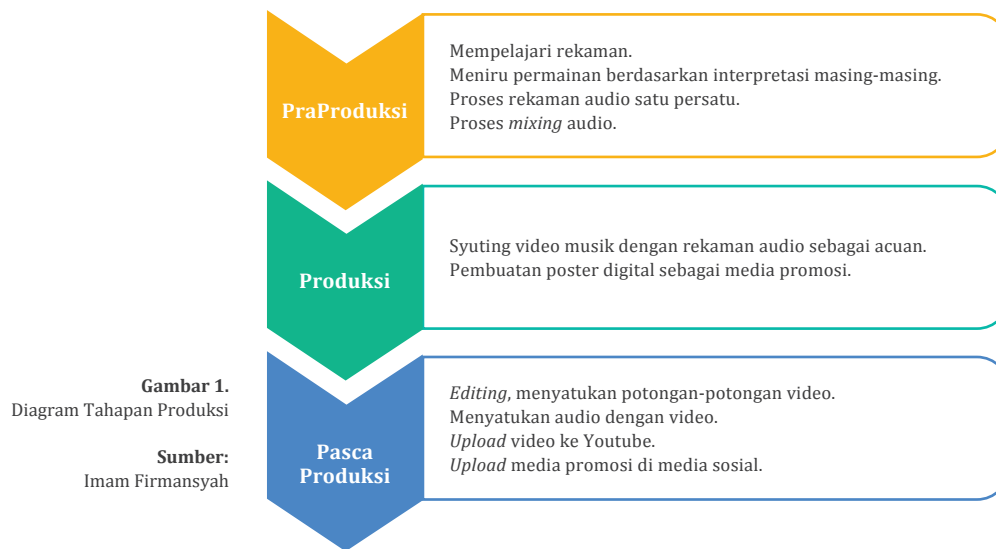 PraProduksi
Mempelajari rekaman.
Meniru permainan berdasarkan interpretasi masing-masing.
Proses rekaman audio satu persatu.
Proses mixing audio.
Produksi
Syuting video musik dengan rekaman audio sebagai acuan.
Pembuatan poster digital sebagai media promosi.
Gambar 1.
Diagram Tahapan Produksi
Sumber:
Imam Firmansyah
Pasca
Produksi
Editing, menyatukan potongan-potongan video.
Menyatukan audio dengan video.
Upload video ke Youtube.
Upload media promosi di media sosial.